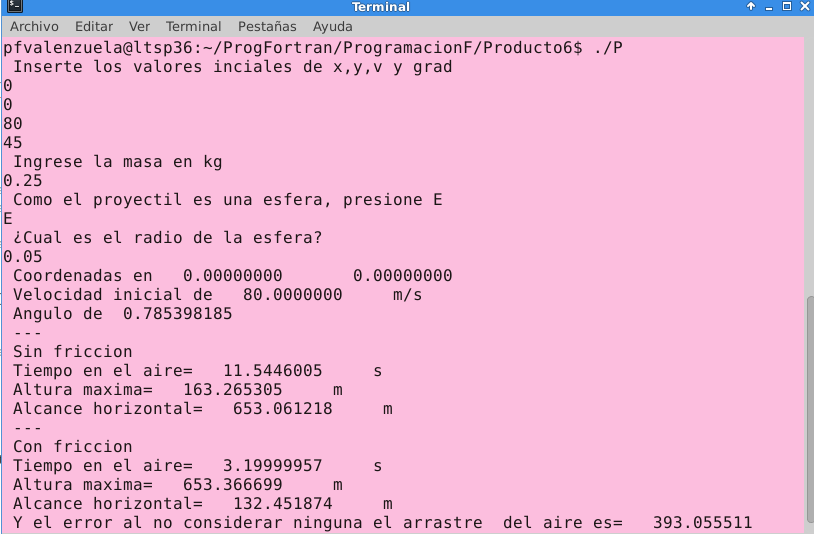 Terminal
Archivo Editar Ver Terminal Pestañas Ayuda
pfvalenzuela@ltsp36:~/ProgFortran/ProgramacionF/Producto6$ ./P
Inserte los valores inciales de x,y,v y grad
0
0
80
45
Ingrese la masa en kg
0.25
Como el proyectil es una esfera, presione E
E
¿Cual es el radio de la esfera?
0.05
Coordenadas en 0.00000000 0.00000000
Velocidad inicial de 80.0000000 m/s
Angulo de 0.785398185
---
Sin friccion
Tiempo en el aire= 11.5446005 s
Altura maxima= 163.265305 m
Alcance horizontal= 653.061218 m
---
Con friccion
Tiempo en el aire= 3.19999957 s
Altura maxima= 653.366699 m
Alcance horizontal= 132.451874 m
Y el error al no considerar ninguna el arrastre del aire es= 393.055511